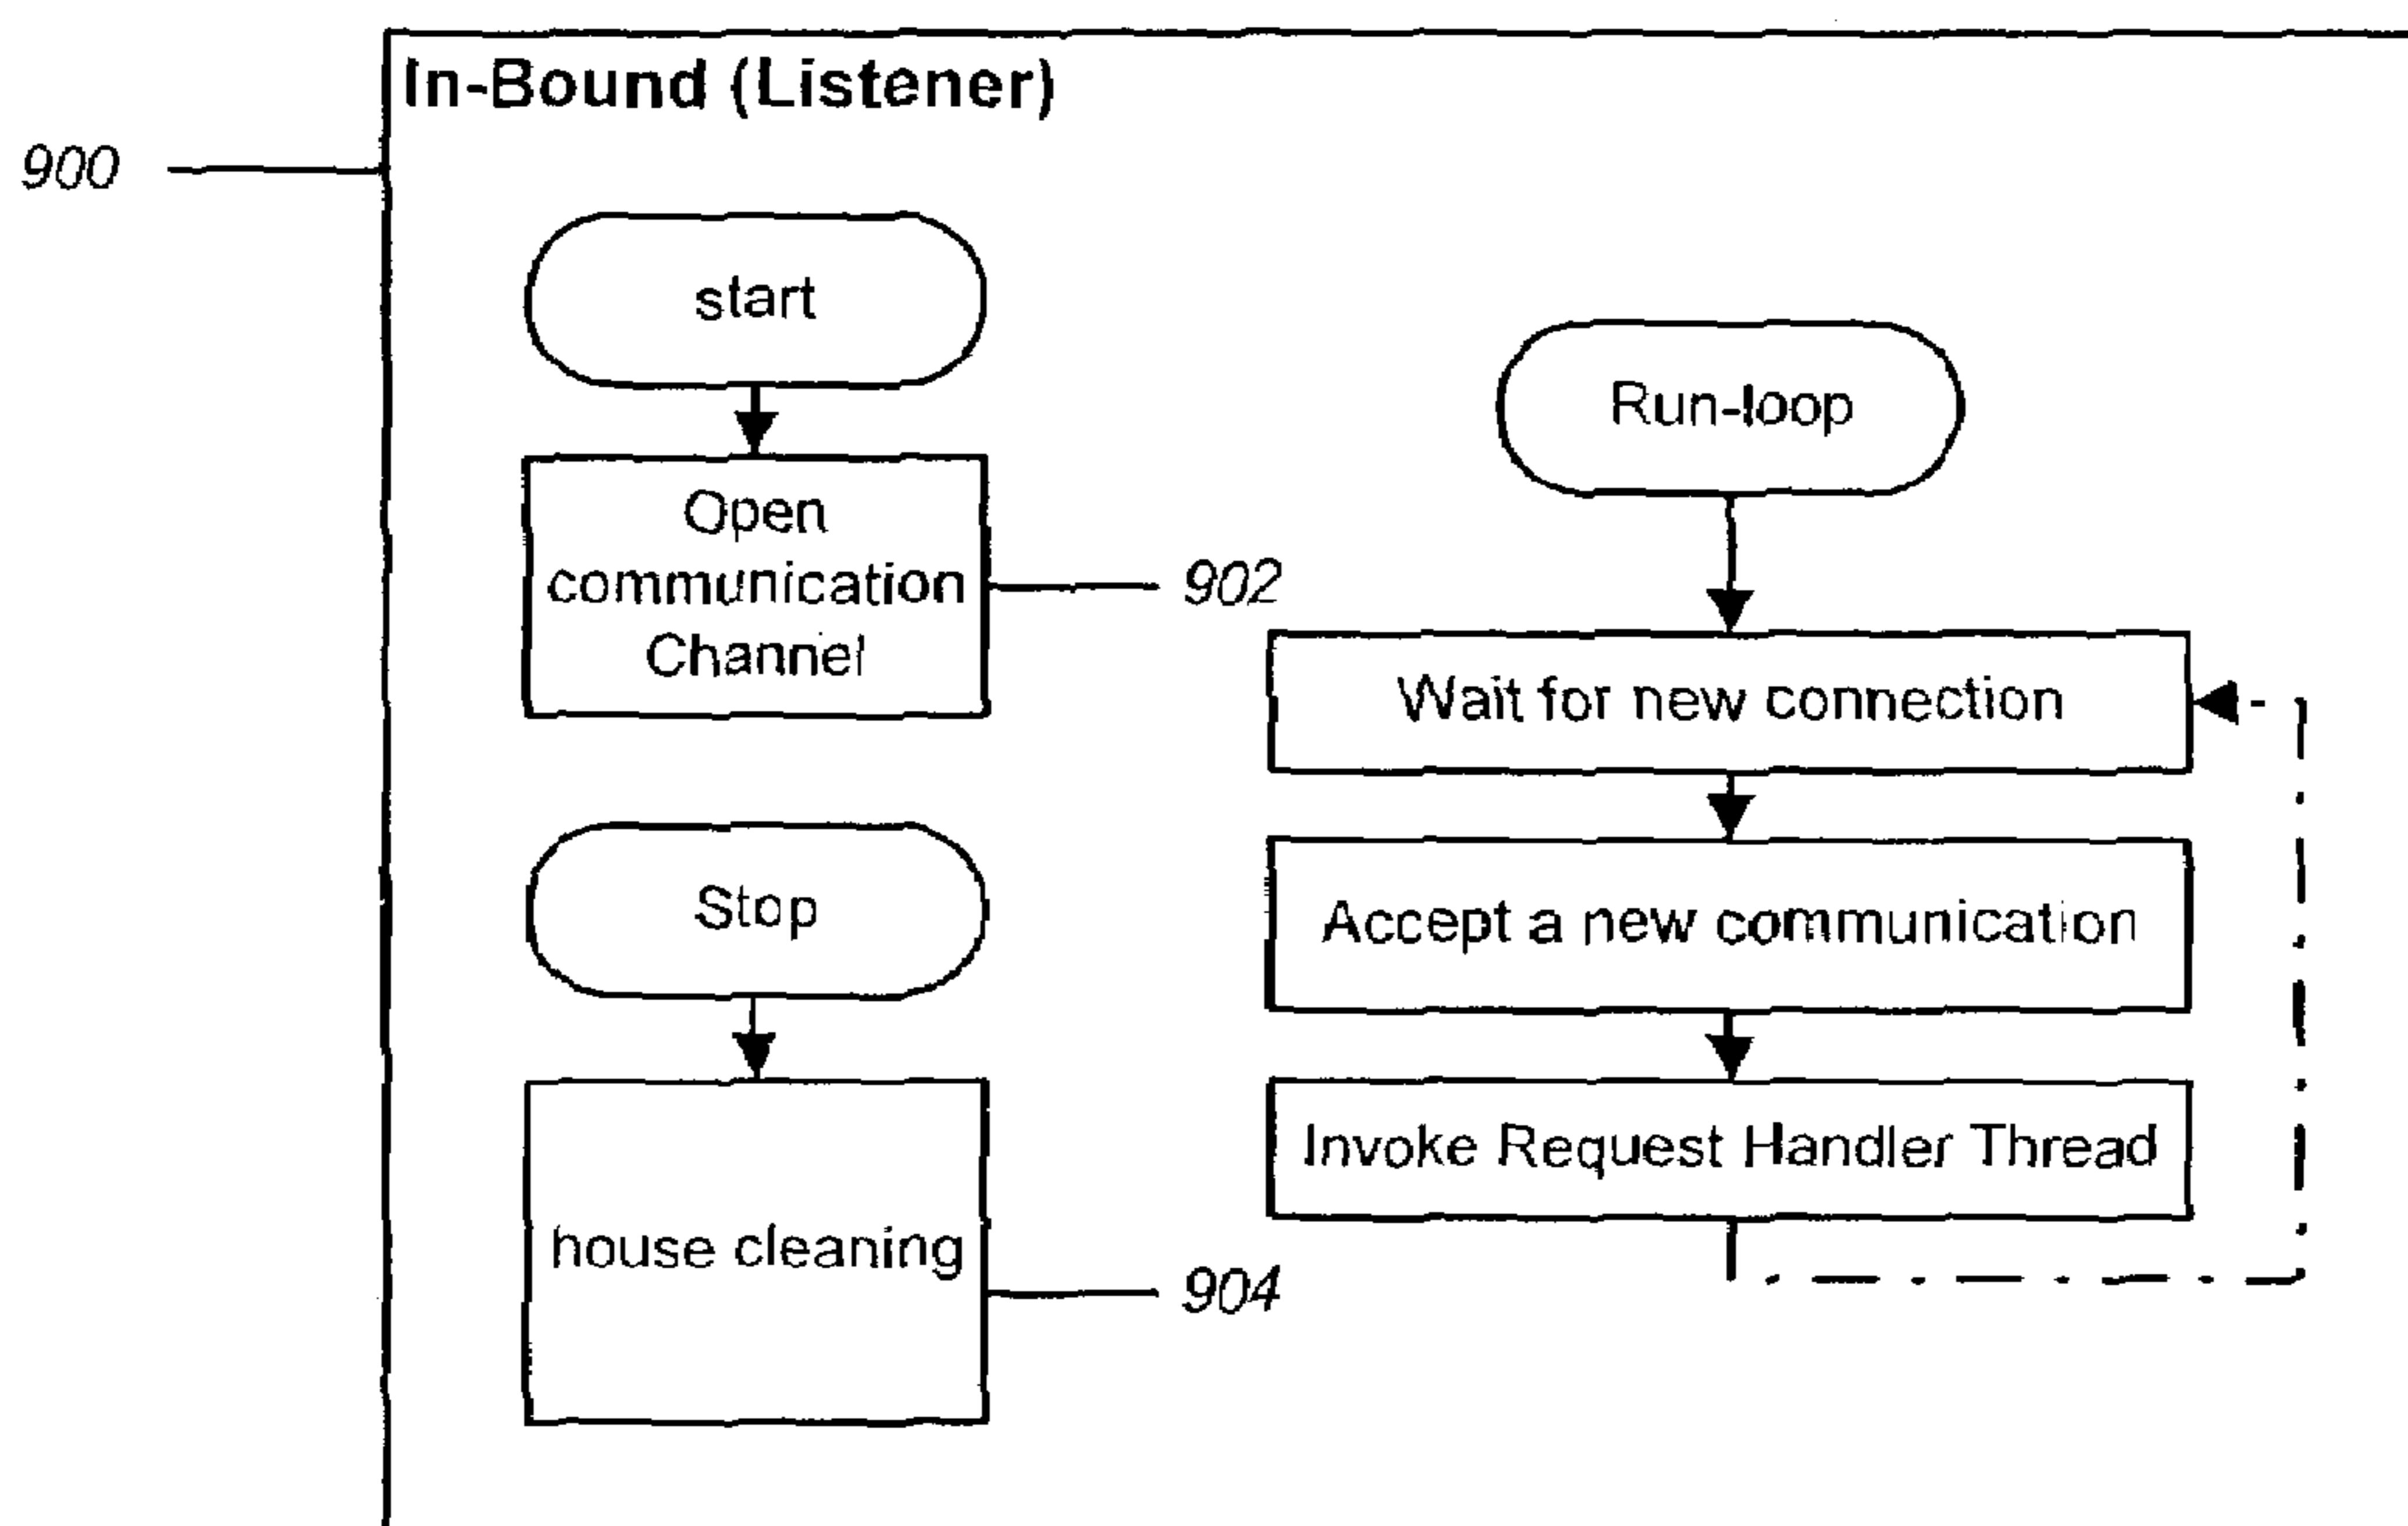 In-Bound (Listener)
900
start
Open
communication
Channel
902
Stop
house cleaning
904
Run-loop
Wait for new connection
Accept a new communication
Invoke Request Handler Thread